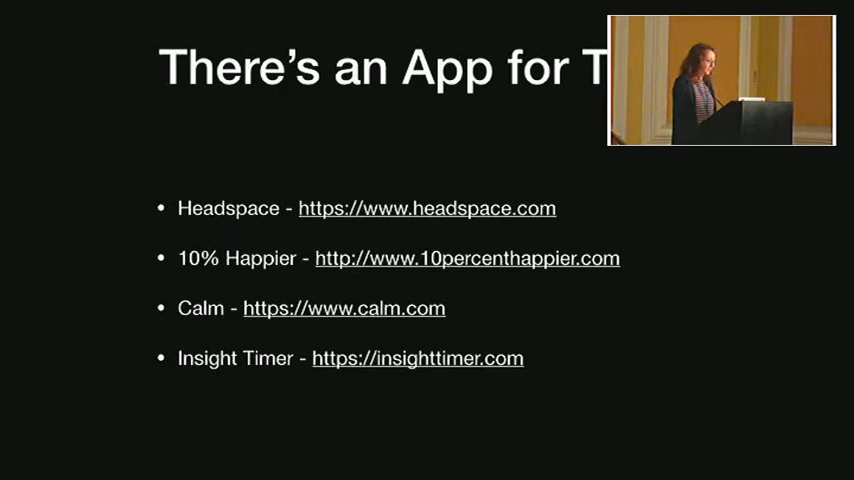 There's an App for
• Headspace - https://www.headspace.com
• 10% Happier - http://www.10percenthappier.com
• Calm - https://www.calm.com
• Insight Timer - https://insighttimer.com